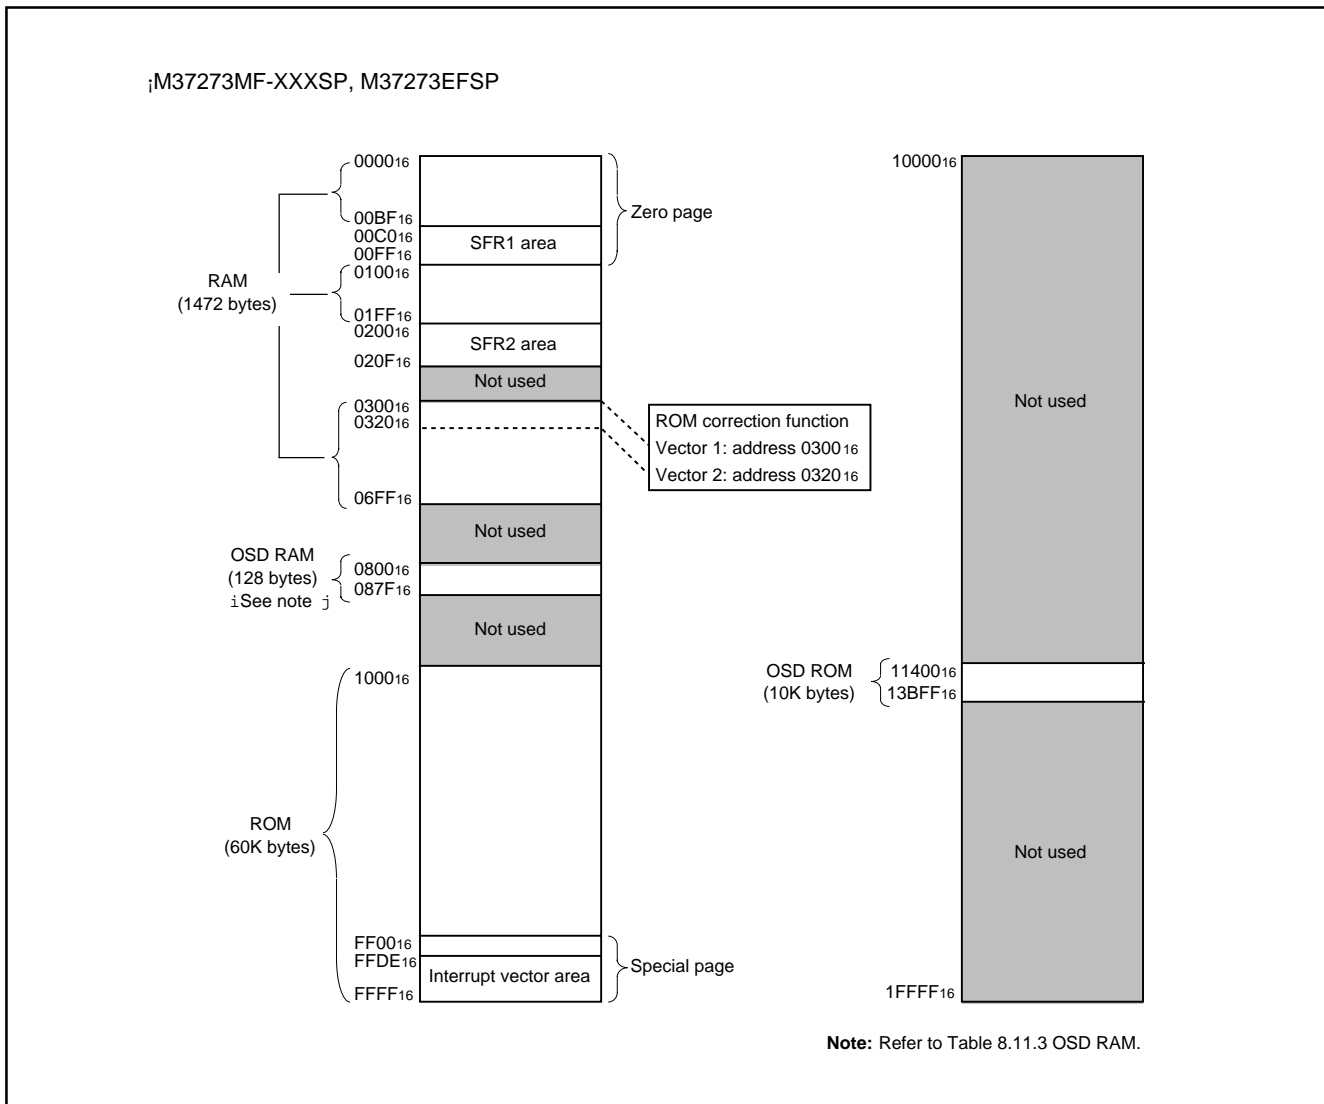 ¡M37273MF-XXXSP, M37273EFSP
RAM
(1472 bytes)
OSD RAM
(128 bytes)
iSee note j
ROM
(60K bytes)
0000₁₆
00BF₁₆
00C0₁₆
00FF₁₆
0100₁₆
01FF₁₆
0200₁₆
020F₁₆
0300₁₆
0320₁₆
06FF₁₆
0800₁₆
087F₁₆
1000₁₆
FF00₁₆
FFDE₁₆
FFFF₁₆
SFR1 area
SFR2 area
Not used
Not used
Not used
Interrupt vector area
Zero page
ROM correction function
Vector 1: address 0300₁₆
Vector 2: address 0320₁₆
Special page
10000₁₆
Not used
OSD ROM
(10K bytes)
11400₁₆
13BFF₁₆
Not used
1FFFF₁₆
Note: Refer to Table 8.11.3 OSD RAM.